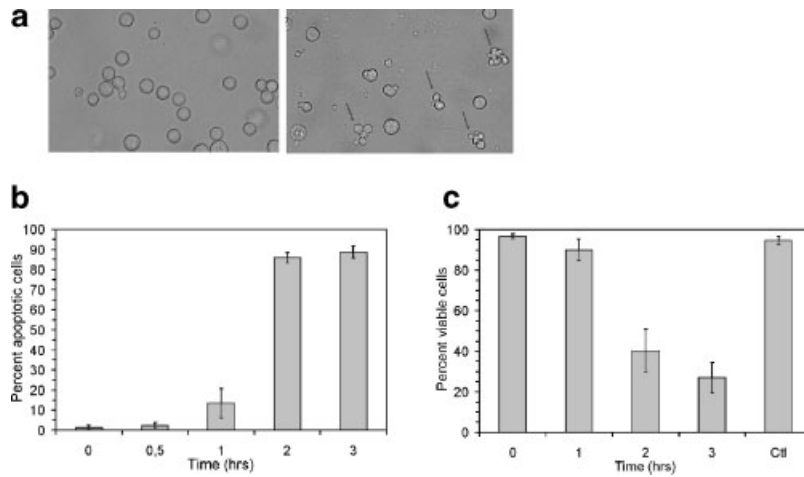 a
b
Percent apoptotic cells
100
90
80
70
60
50
40
30
20
10
0
0 0,5 1 2 3
Time (hrs)
c
Percent viable cells
100
80
60
40
20
0
0 1 2 3 Ctl
Time (hrs)